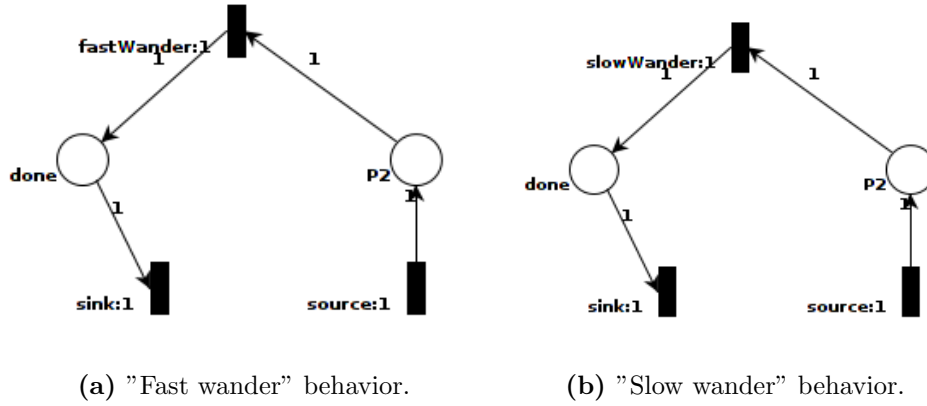 fastWander:1
1
1
done
P2
1
1
sink:1
source:1
slowWander:1
1
1
done
P2
1
1
sink:1
source:1
(a) "Fast wander" behavior.
(b) "Slow wander" behavior.